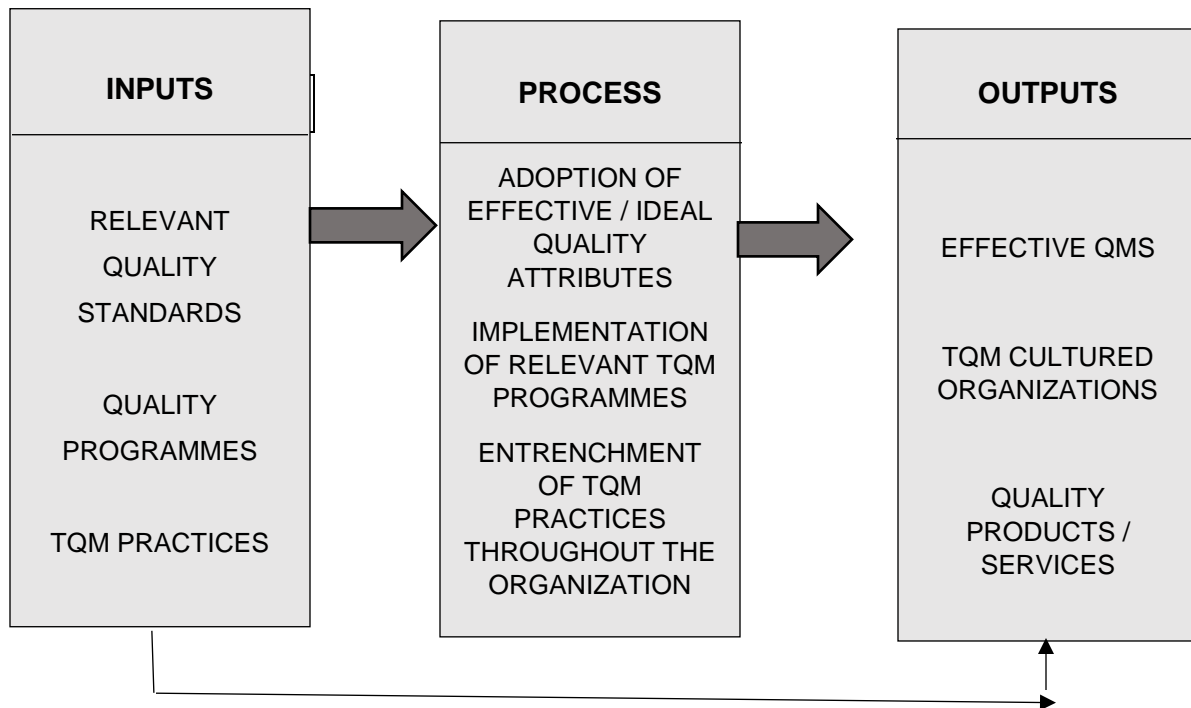 INPUTS
RELEVANT
QUALITY
STANDARDS
QUALITY
PROGRAMMES
TQM PRACTICES
PROCESS
ADOPTION OF
EFFECTIVE / IDEAL
QUALITY
ATTRIBUTES
IMPLEMENTATION
OF RELEVANT TQM
PROGRAMMES
ENTRENCHMENT
OF TQM
PRACTICES
THROUGHOUT THE
ORGANIZATION
OUTPUTS
EFFECTIVE QMS
TQM CULTURED
ORGANIZATIONS
QUALITY
PRODUCTS /
SERVICES